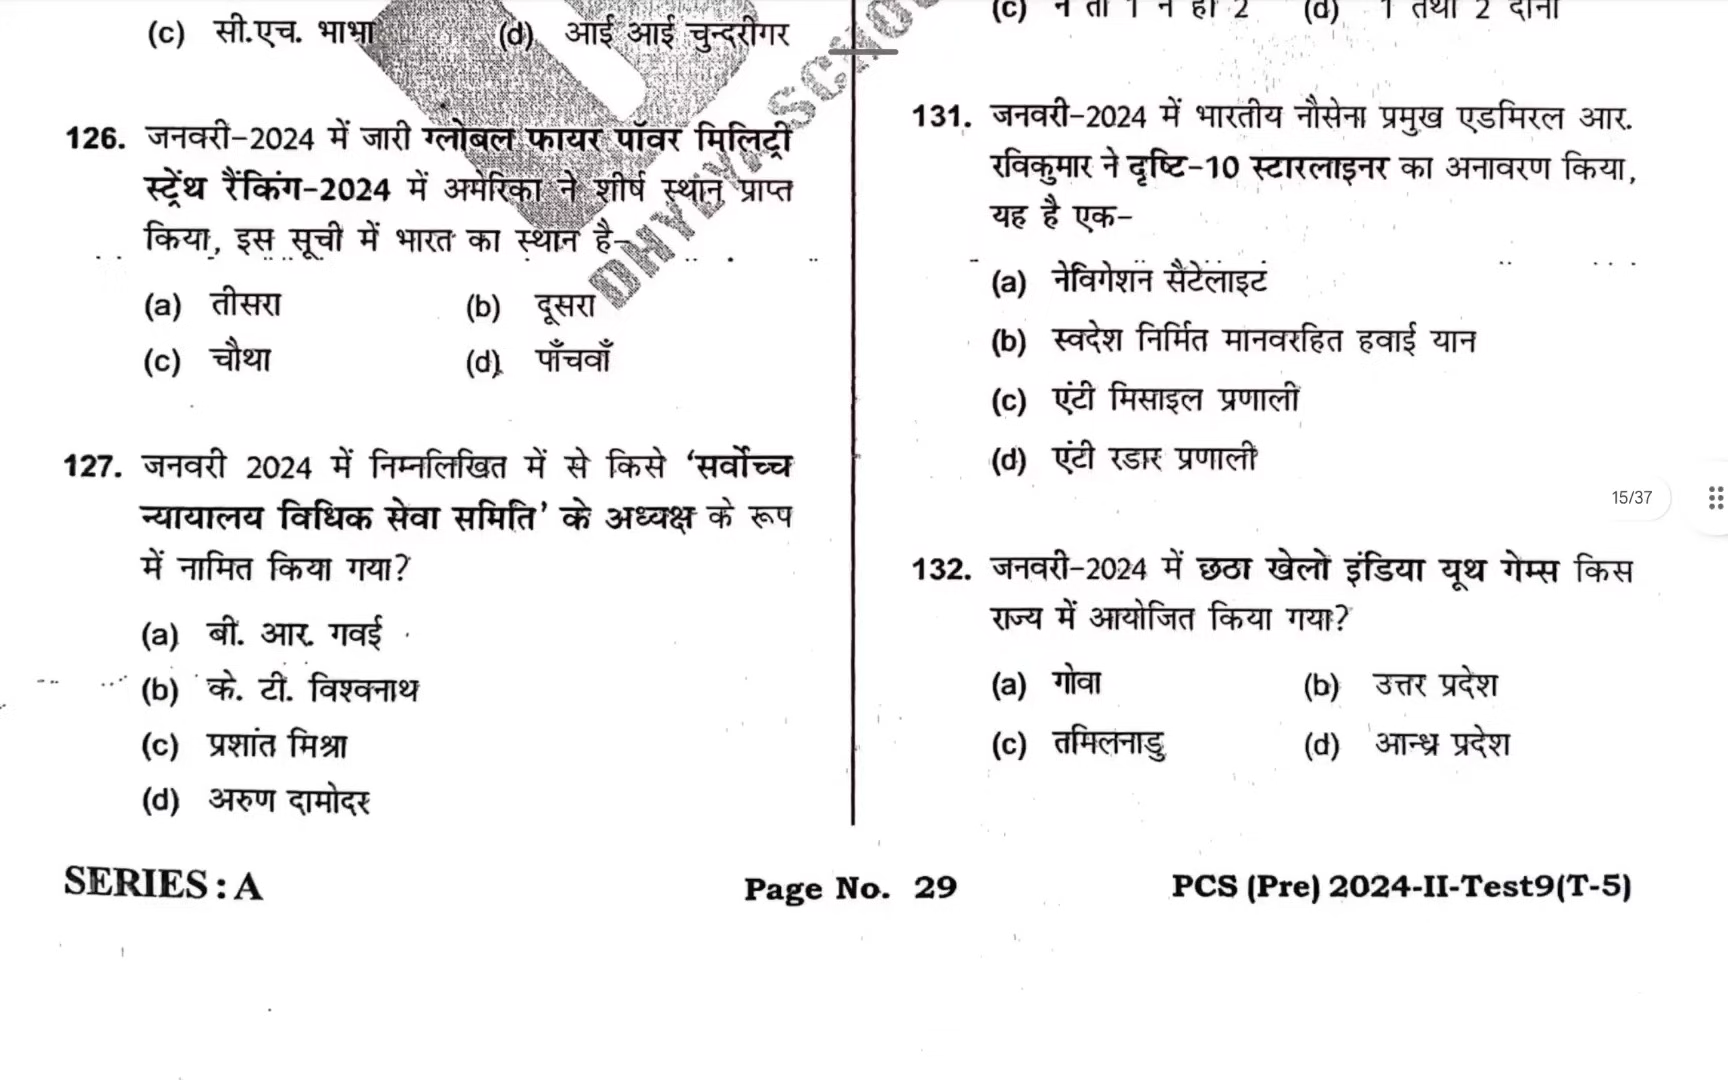 (c) सी.एच. भाभा (d) आई आई चुन्दरीगर
126. जनवरी-2024 में जारी ग्लोबल फायर पॉवर मिलिट्री
स्ट्रेंथ रैंकिंग-2024 में अमेरिका ने शीर्ष स्थान प्राप्त
किया, इस सूची में भारत का स्थान है-
(a) तीसरा (b) दूसरा
(c) चौथा (d) पाँचवाँ
127. जनवरी 2024 में निम्नलिखित में से किसे ‘सर्वोच्च
न्यायालय विधिक सेवा समिति’ के अध्यक्ष के रूप
में नामित किया गया?
(a) बी. आर. गवई
(b) के. टी. विश्वनाथ
(c) प्रशांत मिश्रा
(d) अरुण दामोदर
(c) न तो 1 न ही 2 (d) 1 तथा 2 दोनों
131. जनवरी-2024 में भारतीय नौसेना प्रमुख एडमिरल आर.
रविकुमार ने दृष्टि-10 स्टारलाइनर का अनावरण किया,
यह है एक-
(a) नेविगेशन सैटेलाइट
(b) स्वदेश निर्मित मानवरहित हवाई यान
(c) एंटी मिसाइल प्रणाली
(d) एंटी रडार प्रणाली
15/37
132. जनवरी-2024 में छठा खेलो इंडिया यूथ गेम्स किस
राज्य में आयोजित किया गया?
(a) गोवा (b) उत्तर प्रदेश
(c) तमिलनाडु (d) आन्ध्र प्रदेश
SERIES : A Page No. 29 PCS (Pre) 2024-II-Test9(T-5)